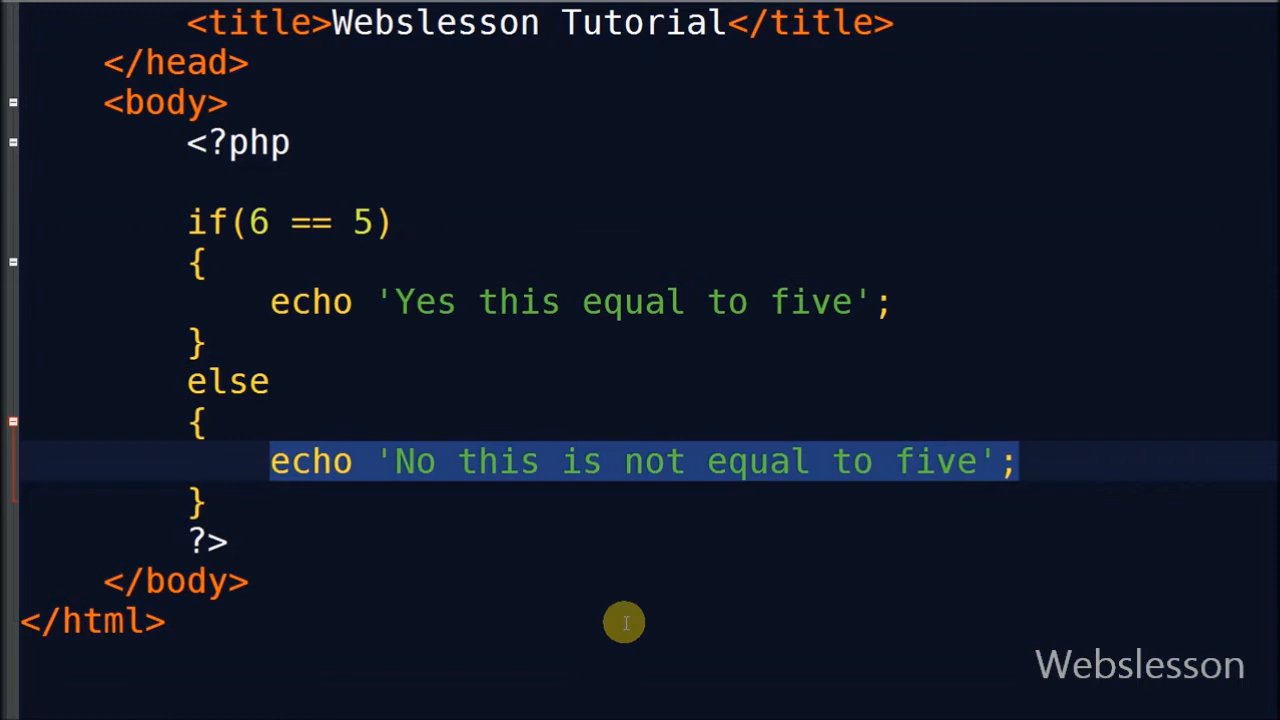 <title>Webslesson Tutorial</title>
</head>
<body>
<?php
if(6 == 5)
{
echo 'Yes this equal to five';
}
else
{
echo 'No this is not equal to five';
}
?>
</body>
</html>
Webslesson